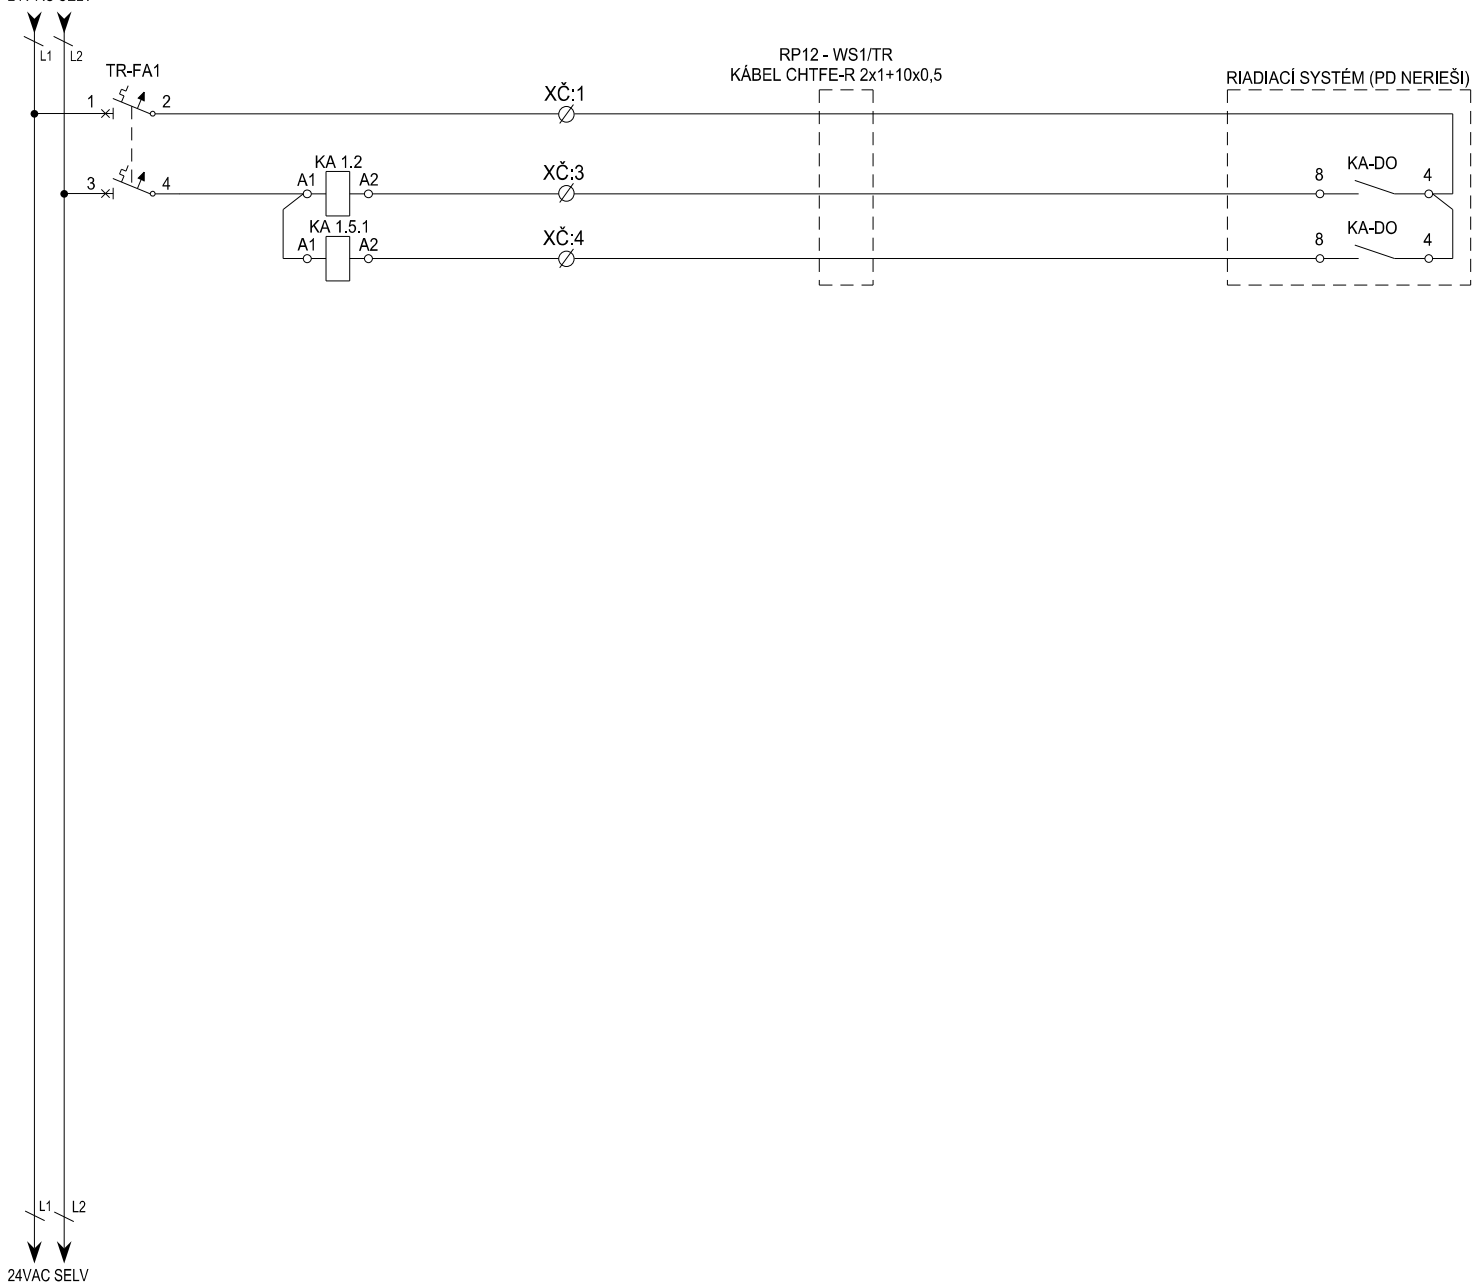 L1 L2
RP12 - WS1/TR
KÁBEL CHTFE-R 2x1+10x0,5
RIADIACÍ SYSTÉM (PD NERIEŠI)
TR-FA1
1 2 XČ:1
KA 1.2 KA-DO
3 4 A1 A2 XČ:3 8 4
KA 1.5.1 KA-DO
A1 A2 XČ:4 8 4
L1 L2
24VAC SELV